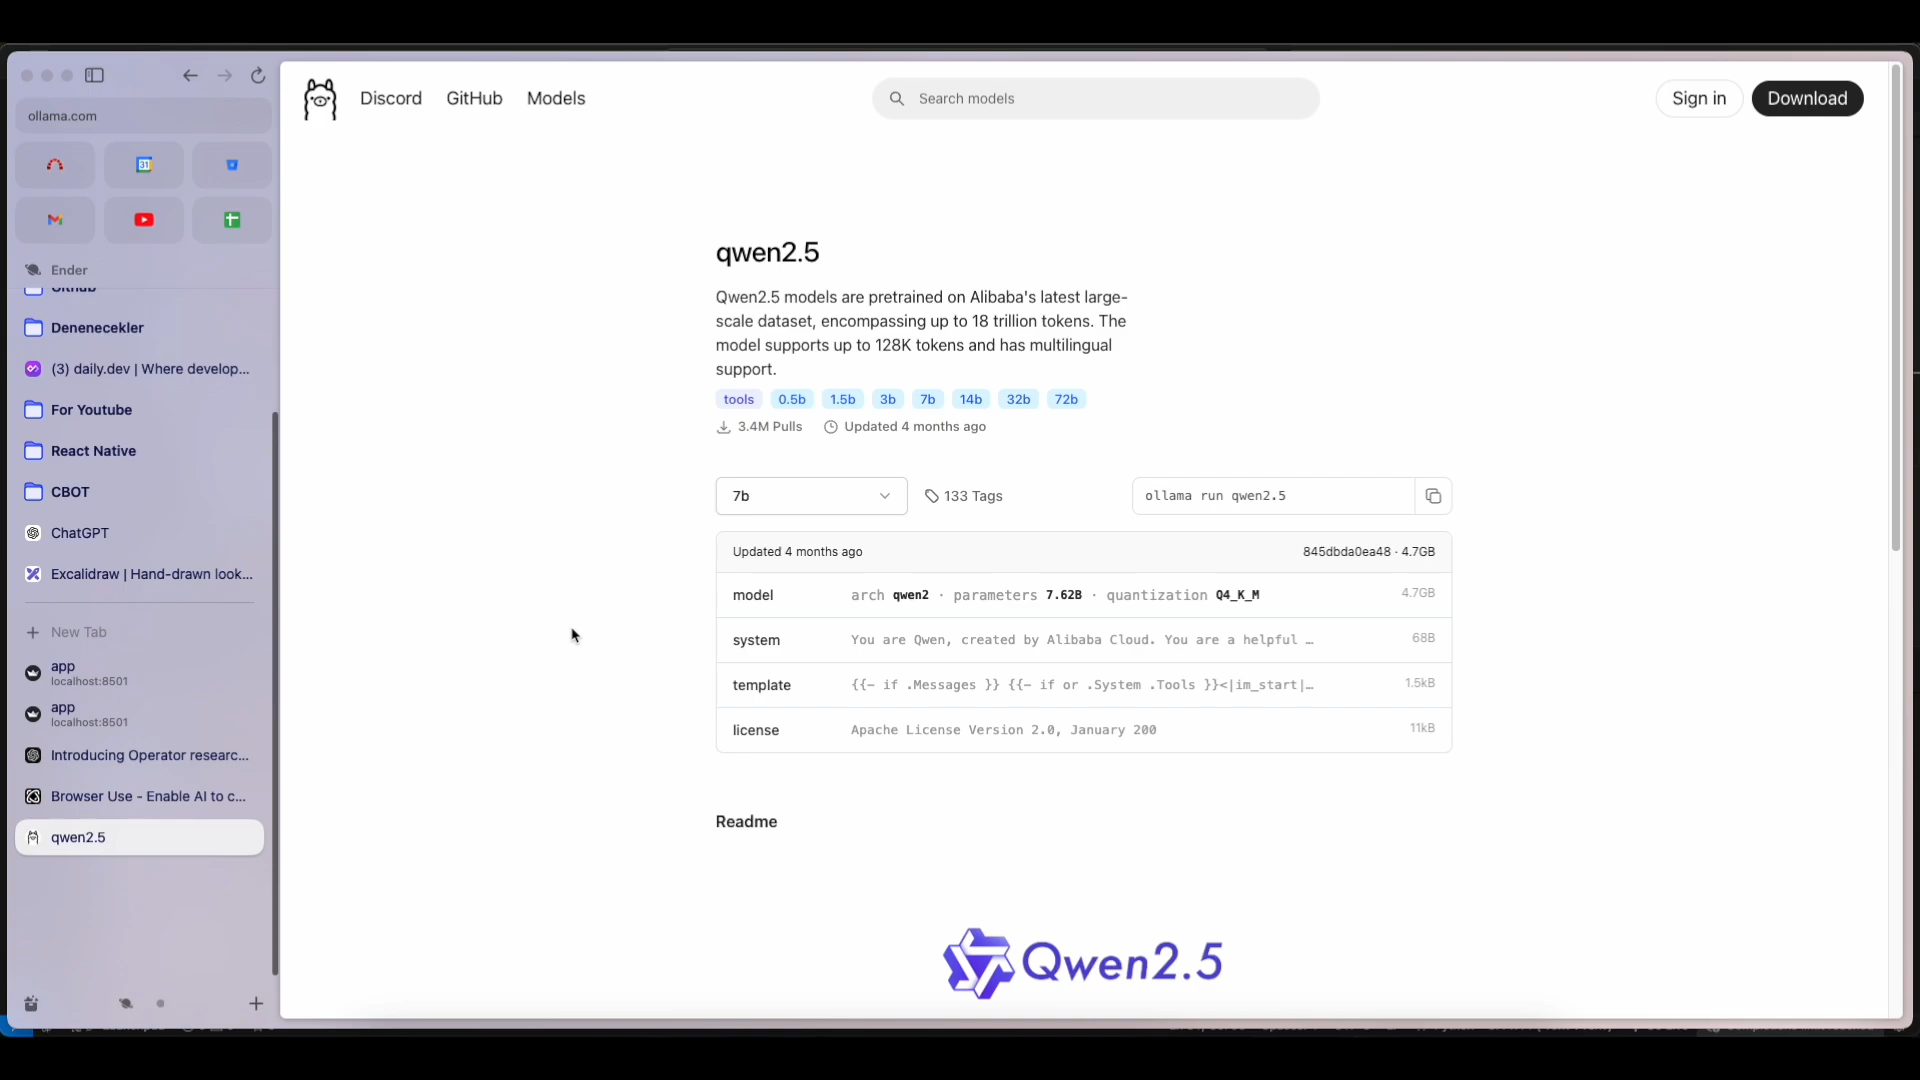 ollama.com
31
Ender
Github
Denenecekler
(3) daily.dev | Where develop...
For Youtube
React Native
CBOT
ChatGPT
Excalidraw | Hand-drawn look...
New Tab
app
localhost:8501
app
localhost:8501
Introducing Operator researc...
Browser Use - Enable AI to c...
qwen2.5
Discord GitHub Models
Search models
Sign in Download
qwen2.5
Qwen2.5 models are pretrained on Alibaba's latest large-
scale dataset, encompassing up to 18 trillion tokens. The
model supports up to 128K tokens and has multilingual
support.
tools 0.5b 1.5b 3b 7b 14b 32b 72b
3.4M Pulls Updated 4 months ago
7b 133 Tags ollama run qwen2.5
Updated 4 months ago 845dbda0ea48 · 4.7GB
model arch qwen2 · parameters 7.62B · quantization Q4_K_M 4.7GB
system You are Qwen, created by Alibaba Cloud. You are a helpful … 68B
template {{- if .Messages }} {{- if or .System .Tools }}<|im_start|… 1.5kB
license Apache License Version 2.0, January 200 11kB
Readme
Qwen2.5